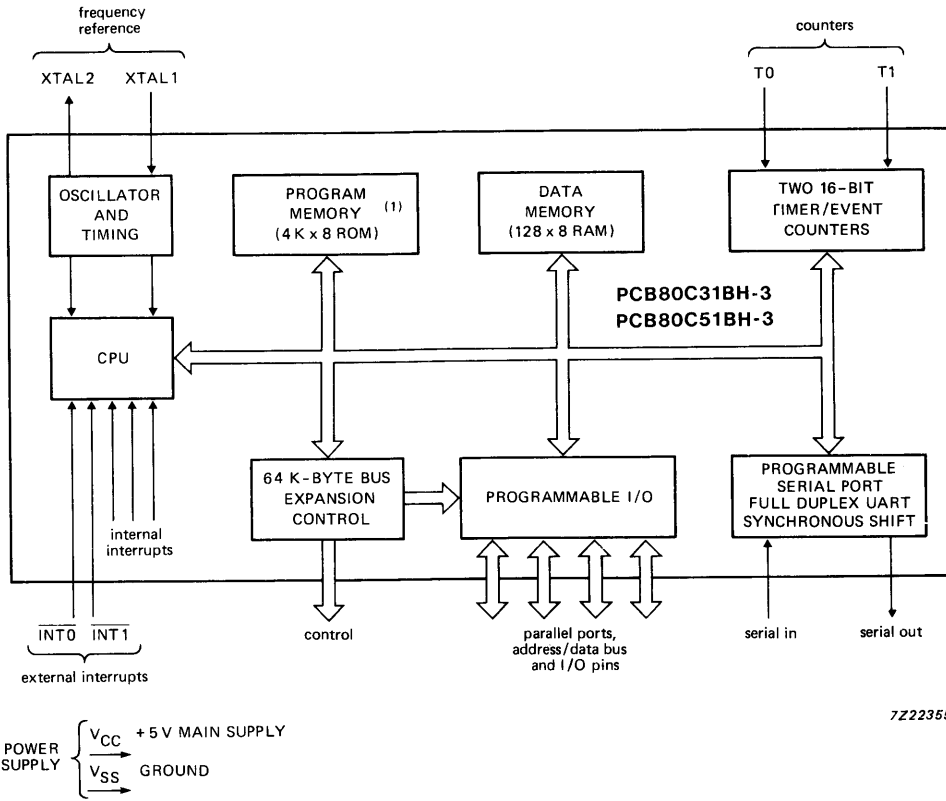 frequency
reference
XTAL2 XTAL1
counters
T0 T1
OSCILLATOR
AND
TIMING
PROGRAM
MEMORY (1)
(4 K x 8 ROM)
DATA
MEMORY
(128 x 8 RAM)
TWO 16-BIT
TIMER/EVENT
COUNTERS
PCB80C31BH-3
PCB80C51BH-3
CPU
64 K-BYTE BUS
EXPANSION
CONTROL
PROGRAMMABLE I/O
PROGRAMMABLE
SERIAL PORT
FULL DUPLEX UART
SYNCHRONOUS SHIFT
internal
interrupts
INT0 INT1
external interrupts
control
parallel ports,
address/data bus
and I/O pins
serial in
serial out
7Z22359
POWER
SUPPLY
VCC +5 V MAIN SUPPLY
VSS GROUND